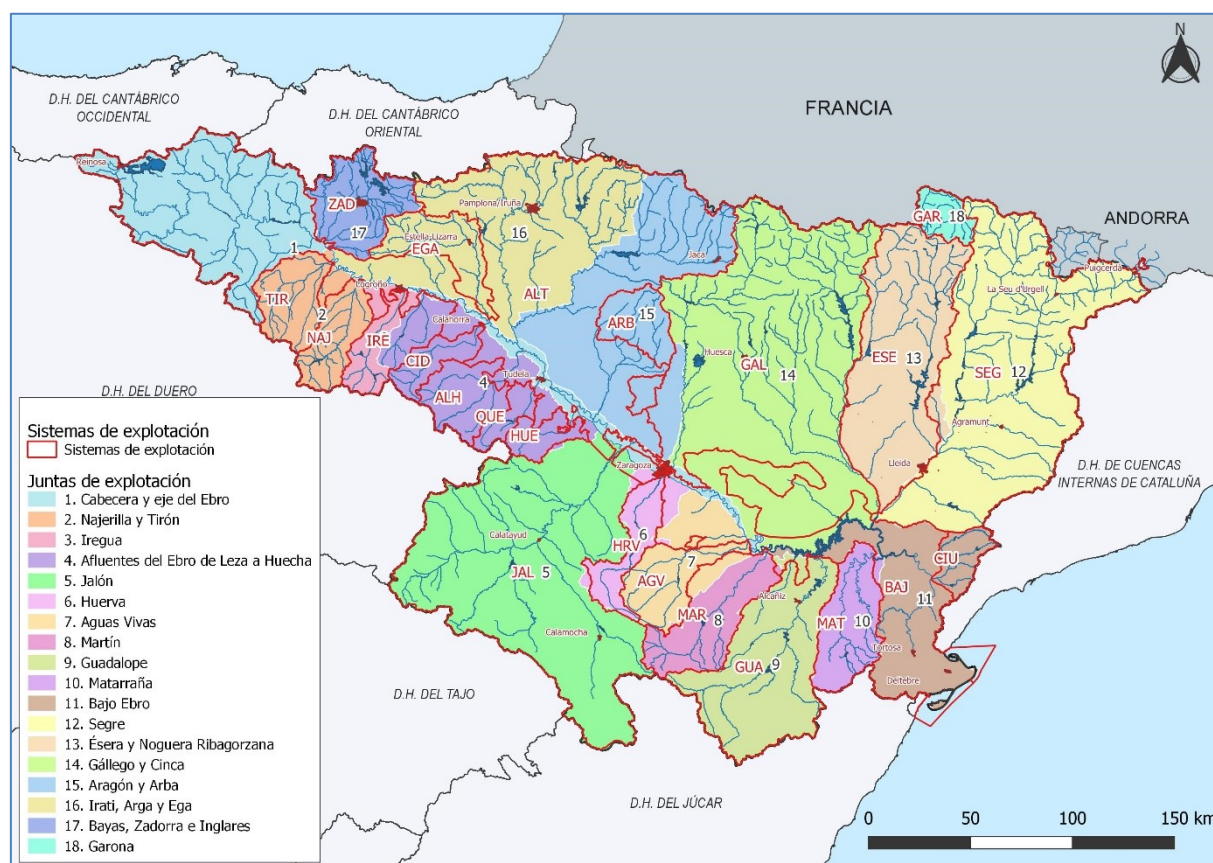 N
D.H. DEL CANTÁBRICO
OCCIDENTAL
D.H. DEL CANTÁBRICO
ORIENTAL
FRANCIA
ANDORRA
Reinosa
ZAD
17
Pamplona/Iruña
16
Estella-Lizarra
EGA
1
GAR
18
Jaca
Puigcerda
La Seu d'Urgell
TIR
2
NAJ
Logroño
IRE
CID
Calahorra
ALT
ARB
15
Huesca
GAL
14
ESE
13
SEG
12
4
Tudela
ALH
QUE
HUE
Agramunt
Lleida
D.H. DEL DUERO
D.H. DE CUENCAS
INTERNAS DE CATALUÑA
Zaragoza
Calatayud
JAL
5
6
HRV
AGV
7
MAR
8
Alcañiz
GUA
9
MAT
10
BAJ
11
CIU
Calamocha
Tortosa
Deltebre
D.H. DEL TAJO
D.H. DEL JÚCAR
Sistemas de explotación
Sistemas de explotación
Juntas de explotación
1. Cabecera y eje del Ebro
2. Najerilla y Tirón
3. Iregua
4. Afluentes del Ebro de Leza a Huecha
5. Jalón
6. Huerva
7. Aguas Vivas
8. Martín
9. Guadalope
10. Matarraña
11. Bajo Ebro
12. Segre
13. Ésera y Noguera Ribagorzana
14. Gállego y Cinca
15. Aragón y Arba
16. Irati, Arga y Ega
17. Bayas, Zadorra e Inglares
18. Garona
0 50 100 150 km